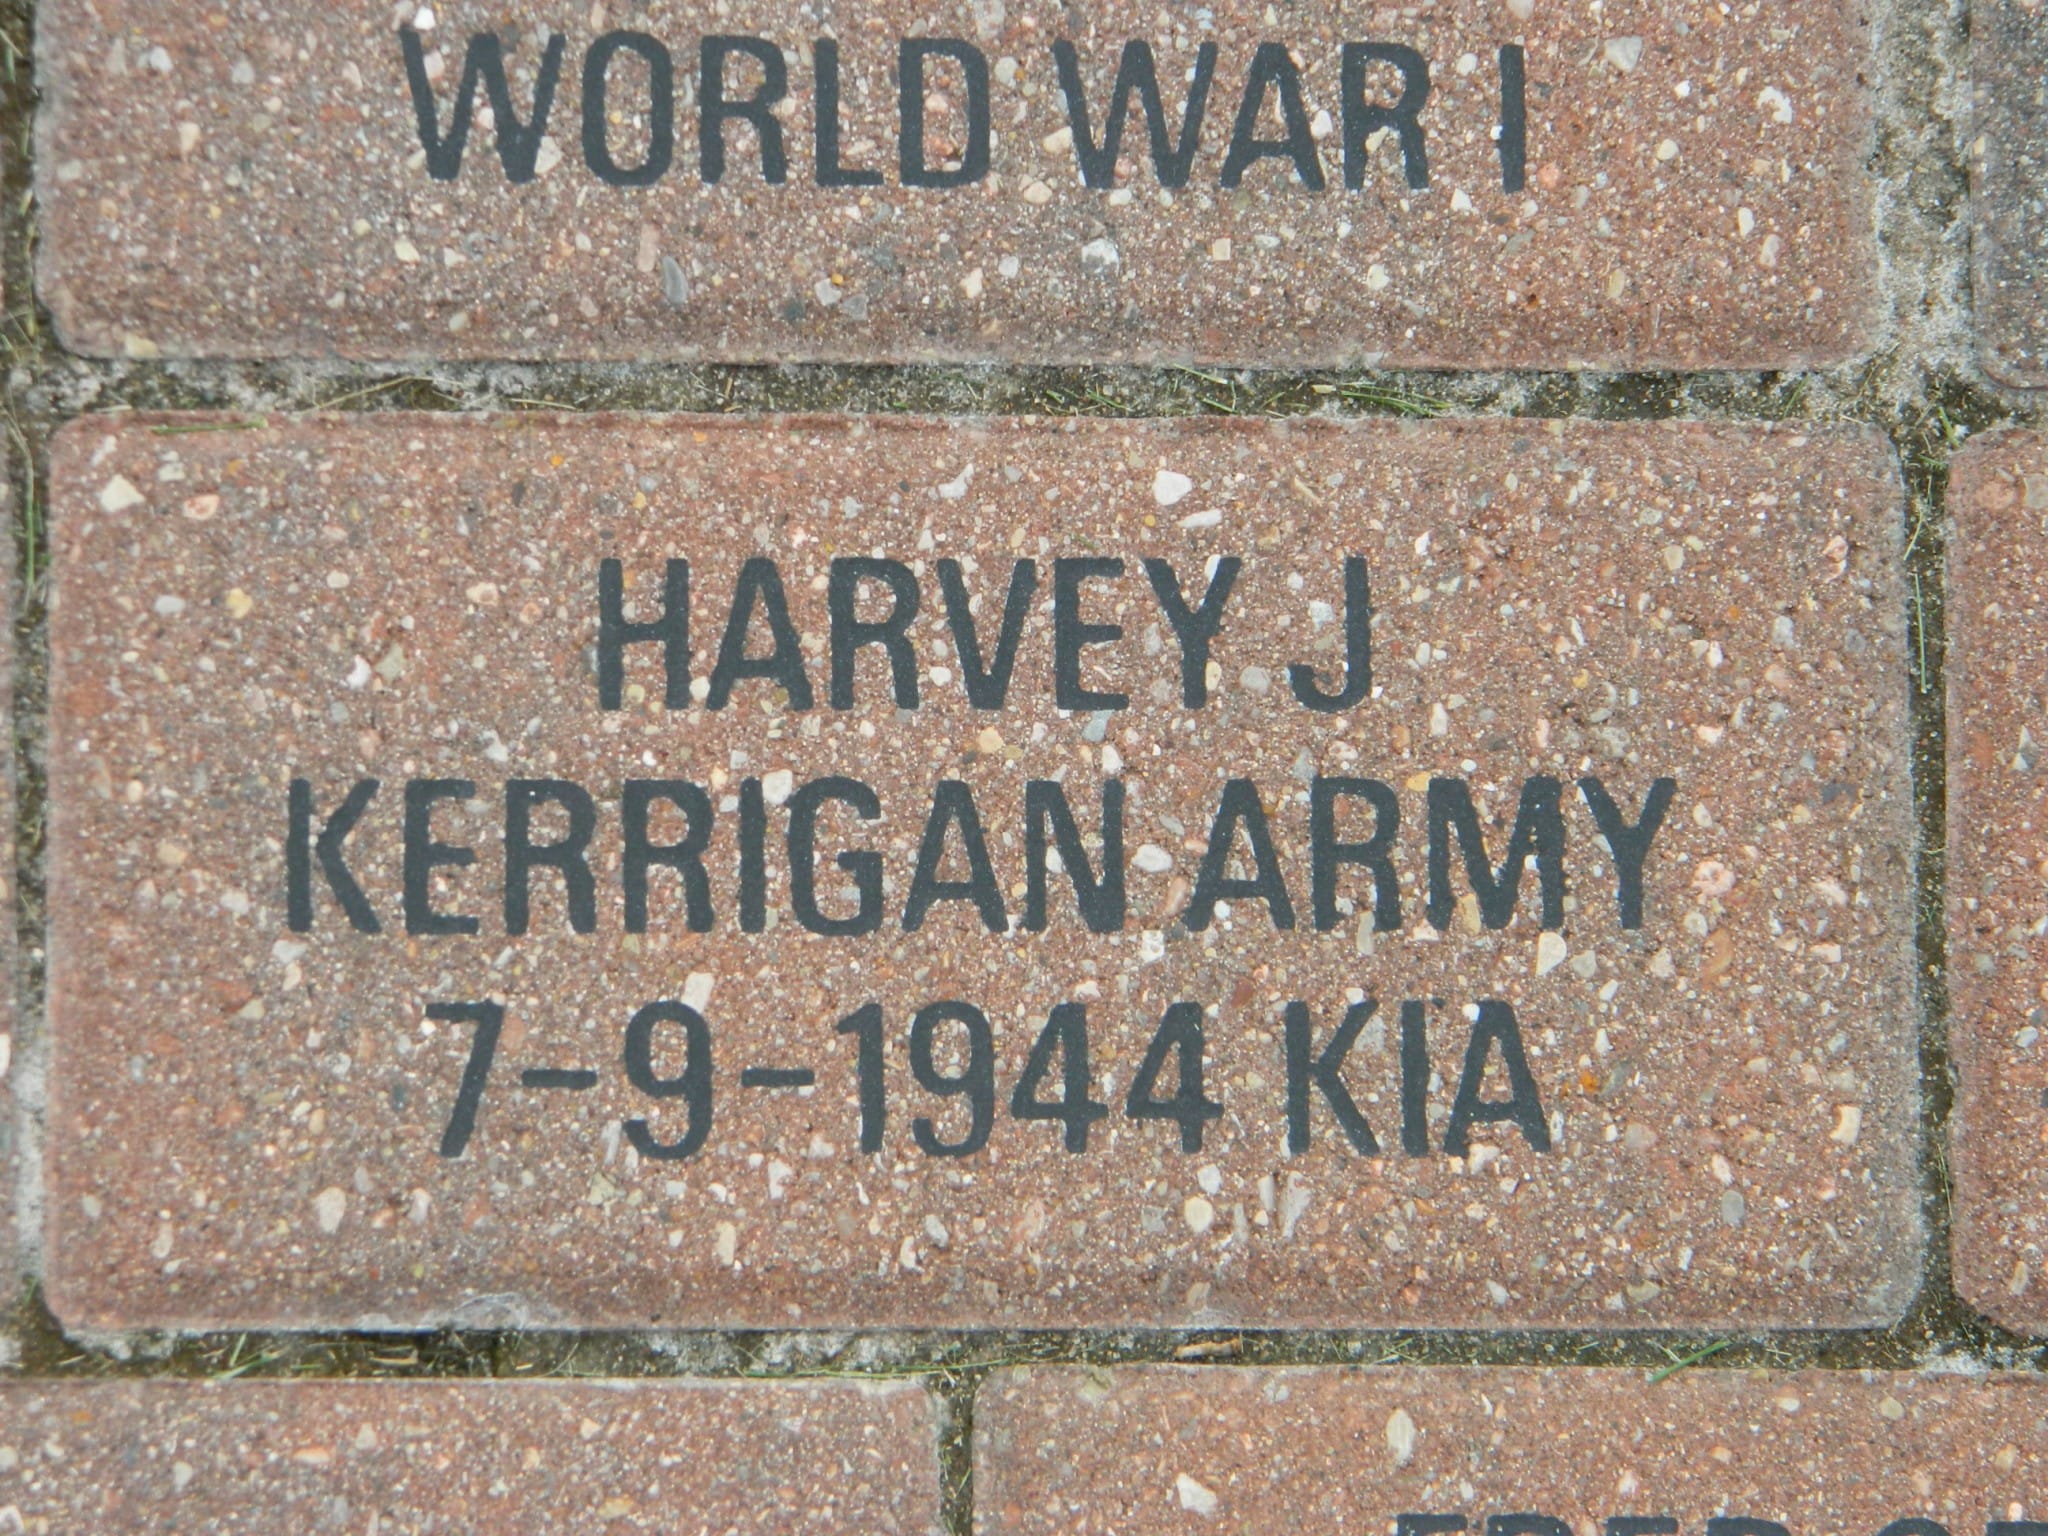 WORLD WAR I
HARVEY J
KERRIGAN ARMY
7-9-1944 KIA